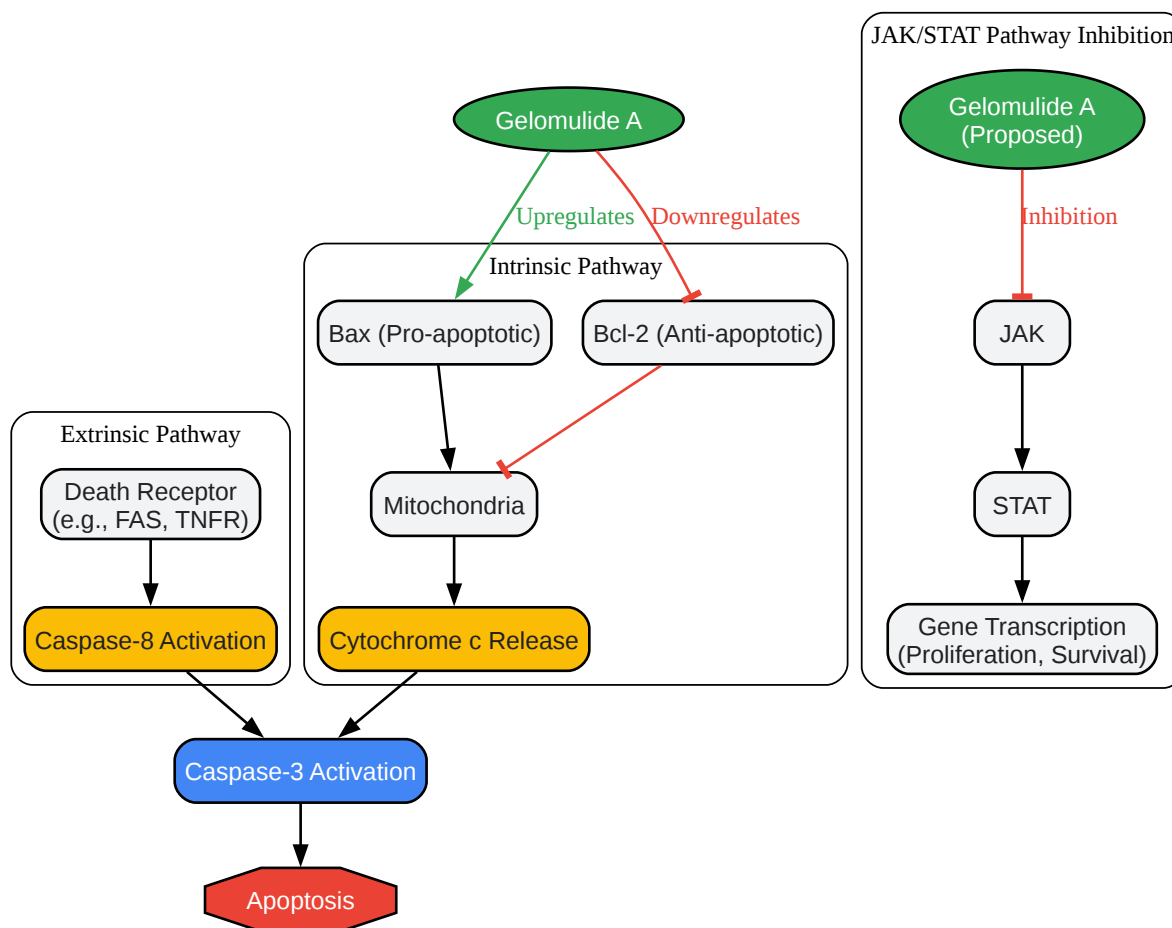 JAK/STAT Pathway Inhibition
Gelomulide A
Gelomulide A
(Proposed)
Upregulates
Downregulates
Inhibition
Intrinsic Pathway
Bax (Pro-apoptotic)
Bcl-2 (Anti-apoptotic)
JAK
Extrinsic Pathway
Death Receptor
(e.g., FAS, TNFR)
Mitochondria
STAT
Caspase-8 Activation
Cytochrome c Release
Gene Transcription
(Proliferation, Survival)
Caspase-3 Activation
Apoptosis